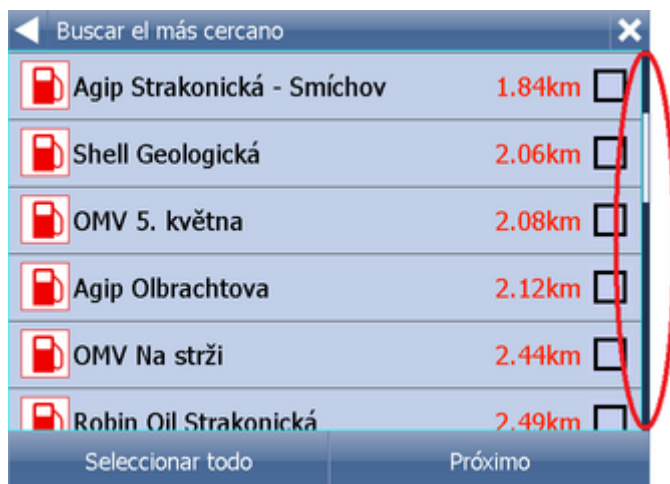 Buscar el más cercano
Agip Strakonická - Smíchov 1.84km
Shell Geologická 2.06km
OMV 5. května 2.08km
Agip Olbrachtova 2.12km
OMV Na strži 2.44km
Robin Oil Strakonická 2.49km
Seleccionar todo Próximo